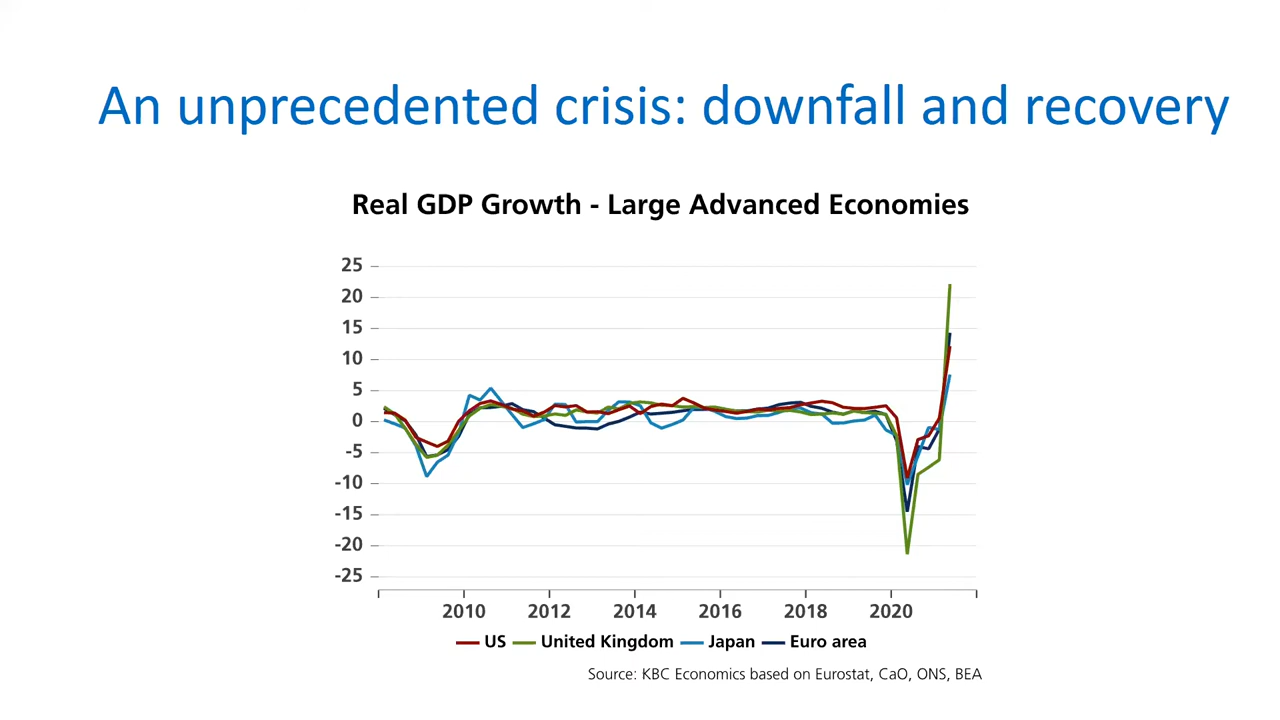 An unprecedented crisis: downfall and recovery
Real GDP Growth - Large Advanced Economies
25
20
15
10
5
0
-5
-10
-15
-20
-25
2010 2012 2014 2016 2018 2020
US United Kingdom Japan Euro area
Source: KBC Economics based on Eurostat, CaO, ONS, BEA